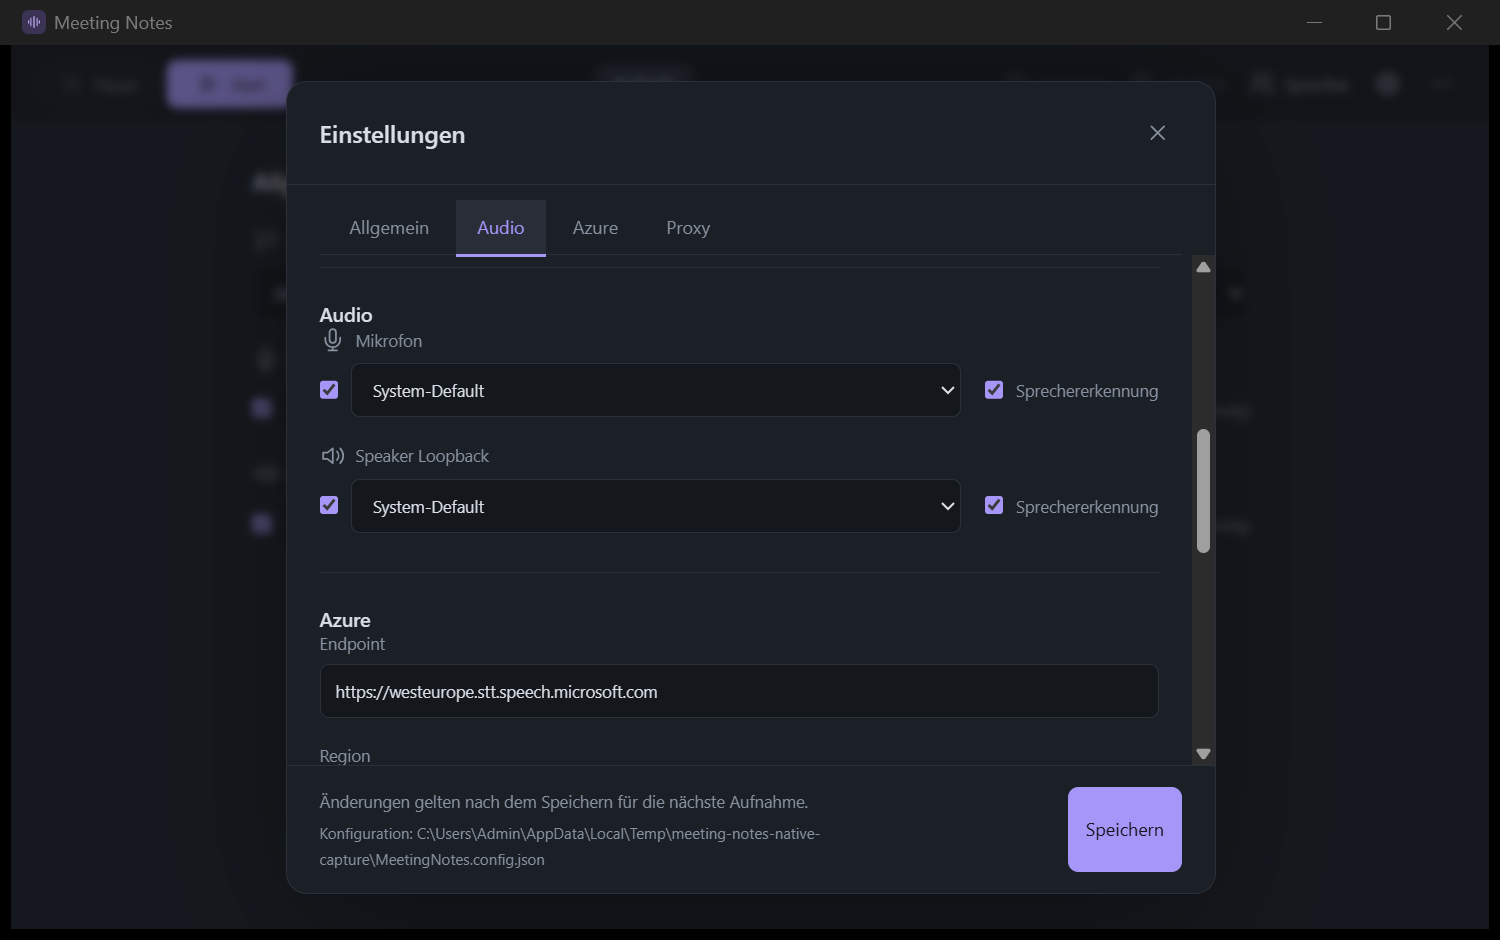 Meeting Notes
Einstellungen
Allgemein Audio Azure Proxy
Audio
Mikrofon
System-Default Sprechererkennung
Speaker Loopback
System-Default Sprechererkennung
Azure
Endpoint
https://westeurope.stt.speech.microsoft.com
Region
Änderungen gelten nach dem Speichern für die nächste Aufnahme.
Konfiguration: C:\Users\Admin\AppData\Local\Temp\meeting-notes-native-
capture\MeetingNotes.config.json
Speichern